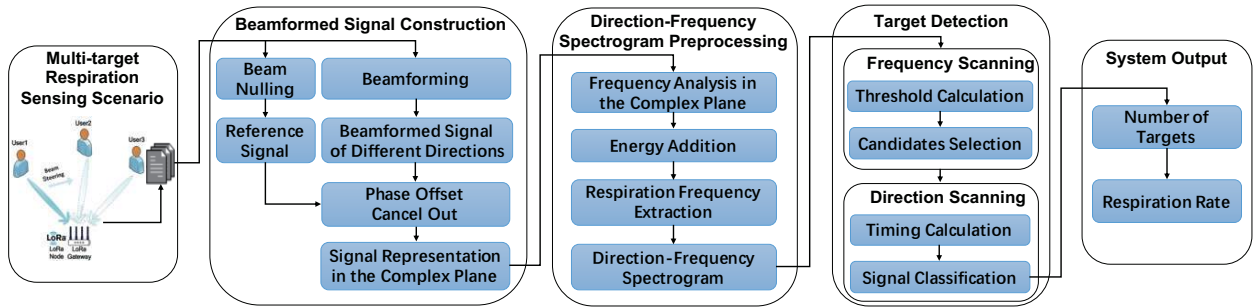 Multi-target
Respiration
Sensing Scenario
User1
User2
User3
Beam
Steering
LoRa
LoRa
Node
LoRa
Gateway
Beamformed Signal Construction
Beam
Nulling
Beamforming
Reference
Signal
Beamformed Signal
of Different Directions
Phase Offset
Cancel Out
Signal Representation
in the Complex Plane
Direction-Frequency
Spectrogram Preprocessing
Frequency Analysis in
the Complex Plane
Energy Addition
Respiration Frequency
Extraction
Direction-Frequency
Spectrogram
Target Detection
Frequency Scanning
Threshold Calculation
Candidates Selection
Direction Scanning
Timing Calculation
Signal Classification
System Output
Number of
Targets
Respiration Rate